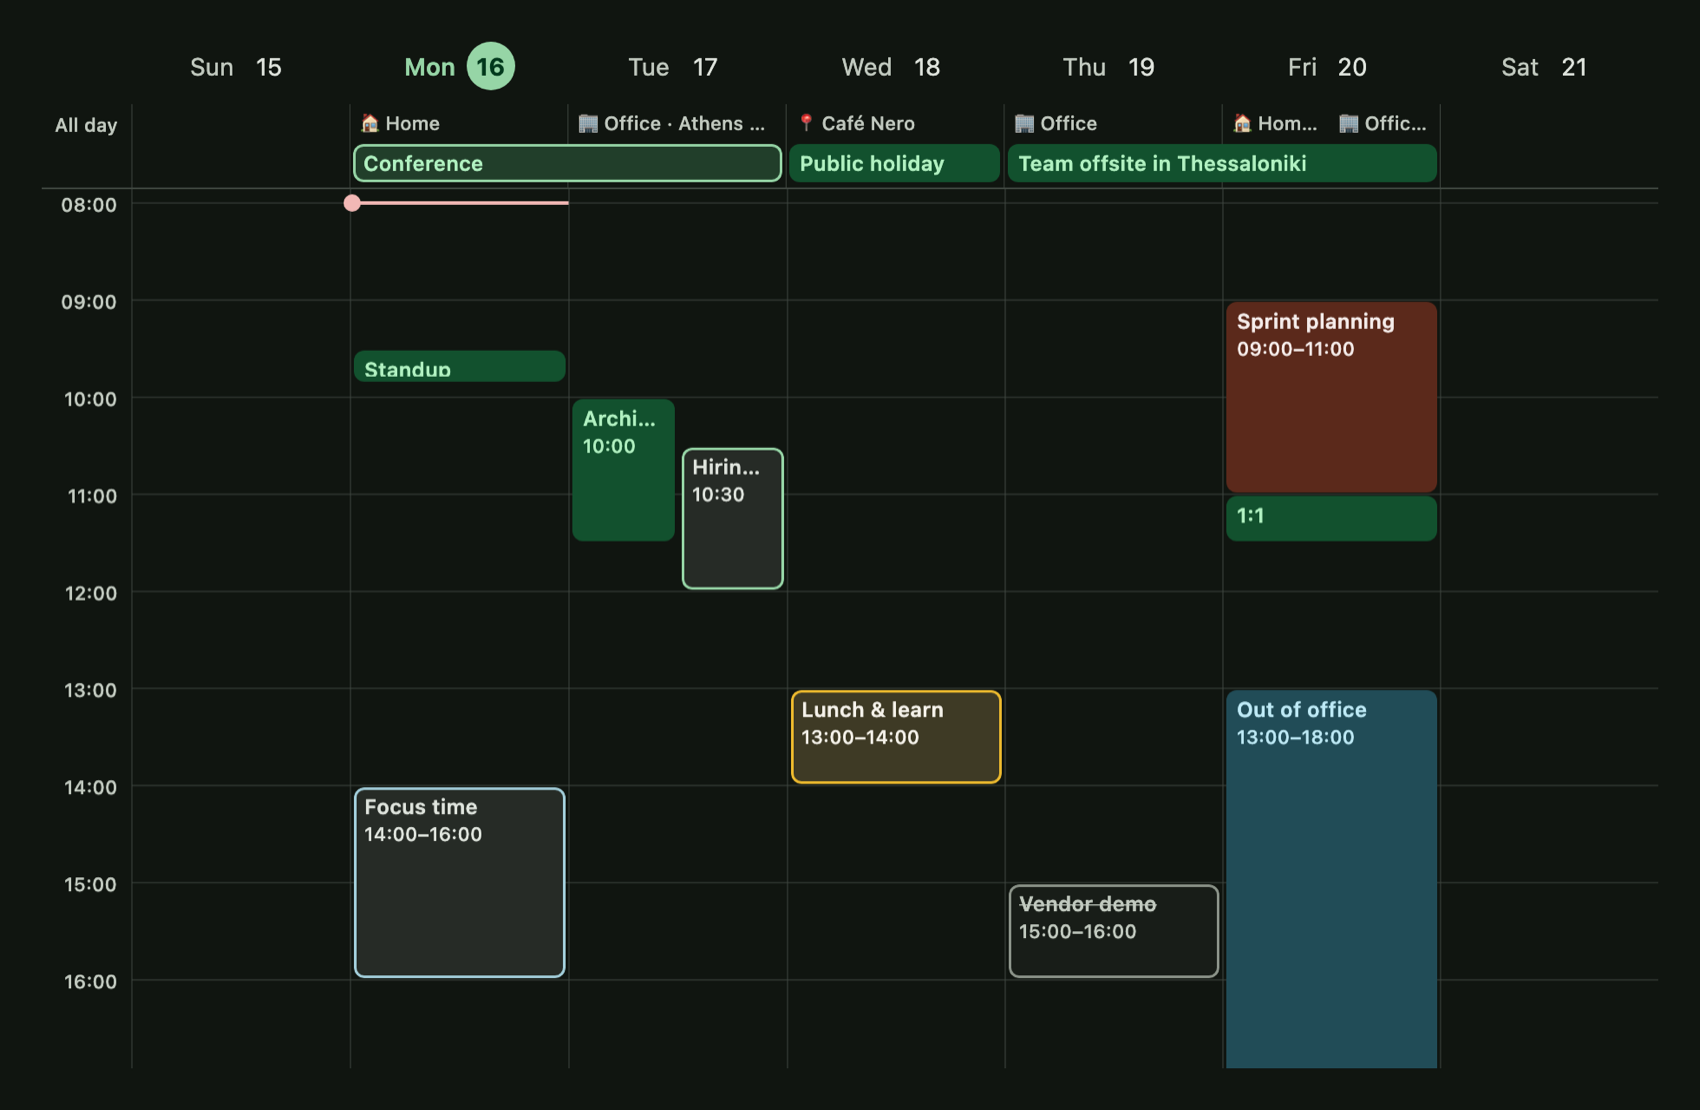 Sun 15
Mon 16
Tue 17
Wed 18
Thu 19
Fri 20
Sat 21
All day
Home
Office · Athens ...
Café Nero
Office
Hom...
Offic...
Conference
Public holiday
Team offsite in Thessaloniki
08:00
09:00
10:00
11:00
12:00
13:00
14:00
15:00
16:00
Standup
Focus time
14:00–16:00
Archi...
10:00
Hirin...
10:30
Lunch & learn
13:00–14:00
Vendor demo
15:00–16:00
Sprint planning
09:00–11:00
1:1
Out of office
13:00–18:00